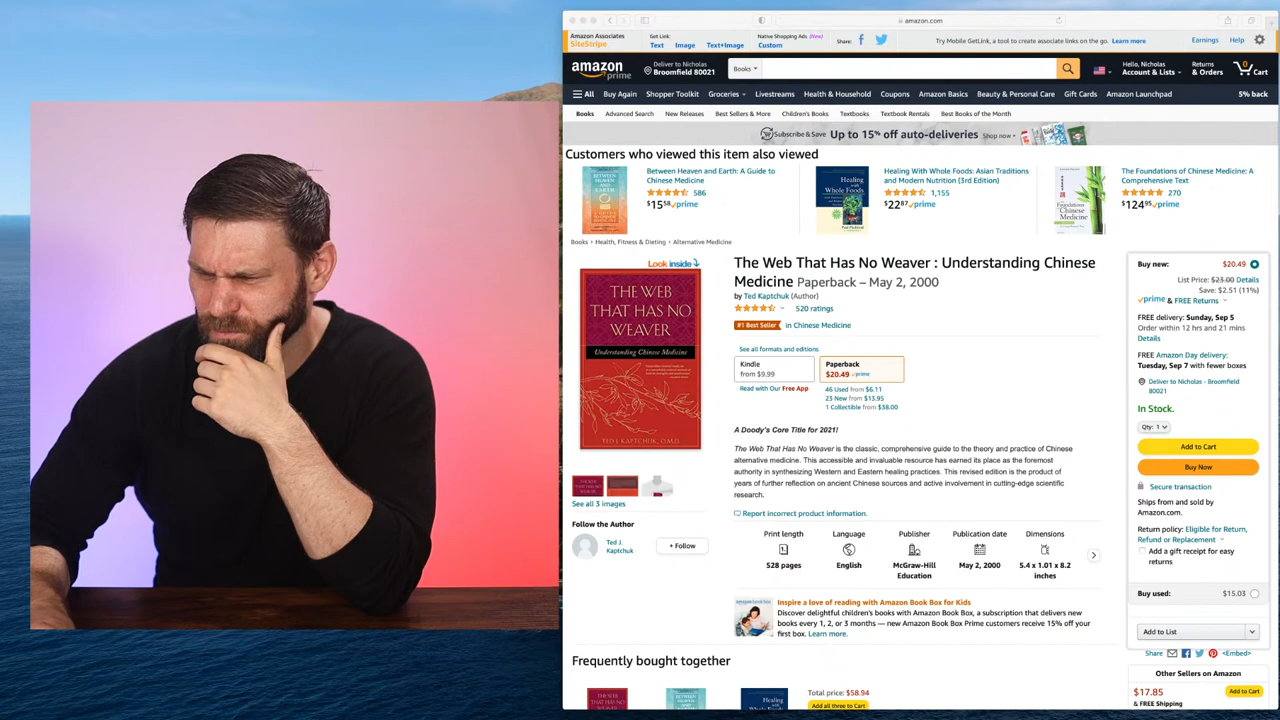 amazon.com
Amazon Associates
SiteStripe
Get Link:
Text Image Text+Image
Native Shopping Ads (New)
Custom
Share:
Try Mobile GetLink, a tool to create associate links on the go. Learn more
Earnings Help
amazon
prime
Deliver to Nicholas
Broomfield 80021
Books
Hello, Nicholas
Account & Lists
Returns
& Orders
0
Cart
All Buy Again Shopper Toolkit Groceries Livestreams Health & Household Coupons Amazon Basics Beauty & Personal Care Gift Cards Amazon Launchpad 5% back
Books Advanced Search New Releases Best Sellers & More Children's Books Textbooks Textbook Rentals Best Books of the Month
Subscribe & Save Up to 15% off auto-deliveries Shop now
Customers who viewed this item also viewed
BETWEEN
HEAVEN
AND
EARTH
Between Heaven and Earth: A Guide to
Chinese Medicine
586
$15.58 prime
Healing
with
Whole Foods
Healing With Whole Foods: Asian Traditions
and Modern Nutrition (3rd Edition)
1,155
$22.87 prime
Foundations
Chinese Medicine
The Foundations of Chinese Medicine: A
Comprehensive Text
270
$124.95 prime
Books › Health, Fitness & Dieting › Alternative Medicine
Look inside
THE WEB
THAT HAS NO
WEAVER
Understanding Chinese Medicine
TED J. KAPTCHUK, O.M.D.
See all 3 images
Follow the Author
Ted J.
Kaptchuk
+ Follow
The Web That Has No Weaver : Understanding Chinese
Medicine Paperback – May 2, 2000
by Ted Kaptchuk (Author)
520 ratings
#1 Best Seller in Chinese Medicine
See all formats and editions
Kindle
from $9.99
Read with Our Free App
Paperback
$20.49 prime
46 Used from $6.11
23 New from $13.95
1 Collectible from $38.00
A Doody's Core Title for 2021!
The Web That Has No Weaver is the classic, comprehensive guide to the theory and practice of Chinese
alternative medicine. This accessible and invaluable resource has earned its place as the foremost
authority in synthesizing Western and Eastern healing practices. This revised edition is the product of
years of further reflection on ancient Chinese sources and active involvement in cutting-edge scientific
research.
Report incorrect product information.
Print length Language Publisher Publication date Dimensions
528 pages English McGraw-Hill May 2, 2000 5.4 x 1.01 x 8.2
Education inches
Inspire a love of reading with Amazon Book Box for Kids
Discover delightful children's books with Amazon Book Box, a subscription that delivers new
books every 1, 2, or 3 months — new Amazon Book Box Prime customers receive 15% off your
first box. Learn more.
Frequently bought together
THE WEB
THAT HAS NO
BETWEEN
HEAVEN
Healing
Total price: $58.94
Add all three to Cart
Buy new: $20.49
List Price: $23.00 Details
Save: $2.51 (11%)
prime & FREE Returns
FREE delivery: Sunday, Sep 5
Order within 12 hrs and 21 mins
Details
FREE Amazon Day delivery:
Tuesday, Sep 7 with fewer boxes
Deliver to Nicholas - Broomfield
80021
In Stock.
Qty: 1
Add to Cart
Buy Now
Secure transaction
Ships from and sold by
Amazon.com.
Return policy: Eligible for Return,
Refund or Replacement
Add a gift receipt for easy
returns
Buy used: $15.03
Add to List
Share <Embed>
Other Sellers on Amazon
$17.85 Add to Cart
& FREE Shipping